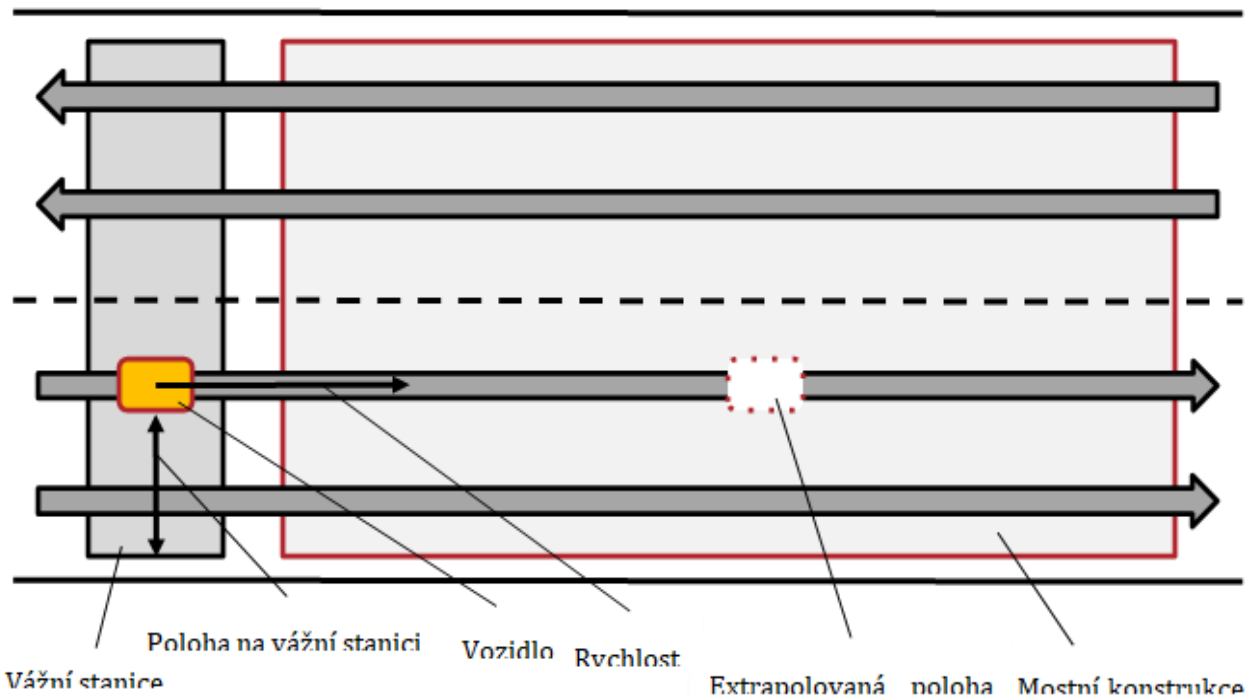 Poloha na vážní stanici
Vozidlo
Rychlost
Vážní stanice
Extrapolovaná poloha
Mostní konstrukce